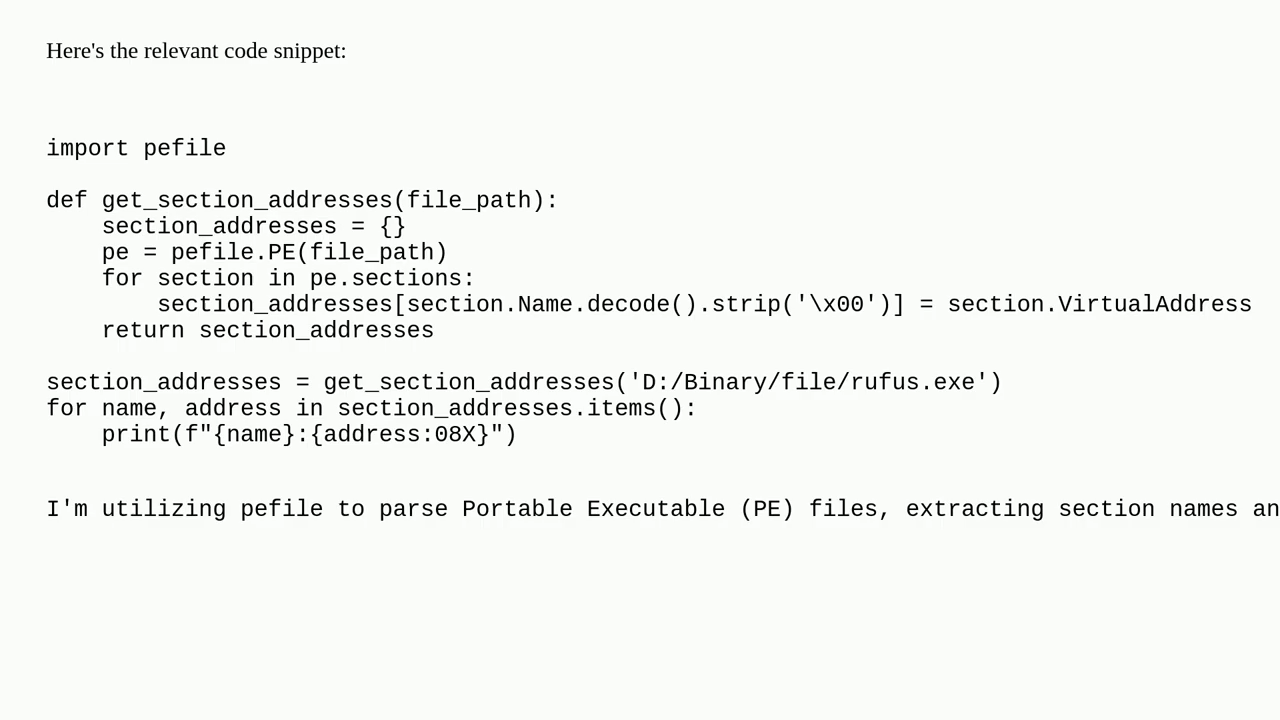 Here's the relevant code snippet:
import pefile
def get_section_addresses(file_path):
    section_addresses = {}
    pe = pefile.PE(file_path)
    for section in pe.sections:
        section_addresses[section.Name.decode().strip('\x00')] = section.VirtualAddress
    return section_addresses
section_addresses = get_section_addresses('D:/Binary/file/rufus.exe')
for name, address in section_addresses.items():
    print(f"{name}:{address:08X}")
I'm utilizing pefile to parse Portable Executable (PE) files, extracting section names an